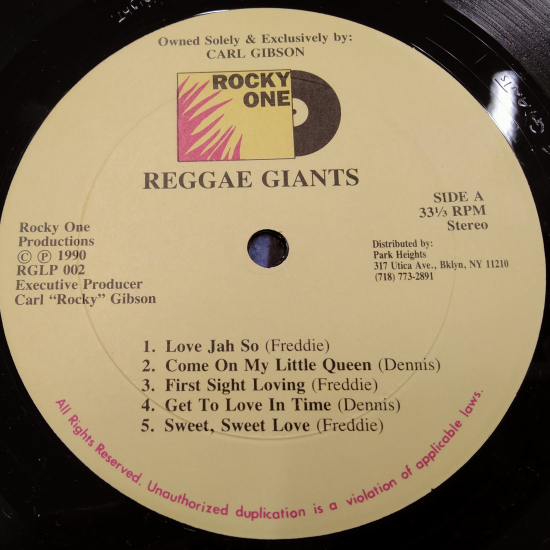 Owned Solely & Exclusively by:
CARL GIBSON
ROCKY
ONE
REGGAE GIANTS
SIDE A
33⅓ RPM
Stereo
Rocky One
Productions
© ℗ 1990
RGLP 002
Executive Producer
Carl “Rocky” Gibson
Distributed by:
Park Heights
317 Utica Ave., Bklyn, NY 11210
(718) 773-2891
1. Love Jah So (Freddie)
2. Come On My Little Queen (Dennis)
3. First Sight Loving (Freddie)
4. Get To Love In Time (Dennis)
5. Sweet, Sweet Love (Freddie)
All Rights Reserved. Unauthorized duplication is a violation of applicable laws.